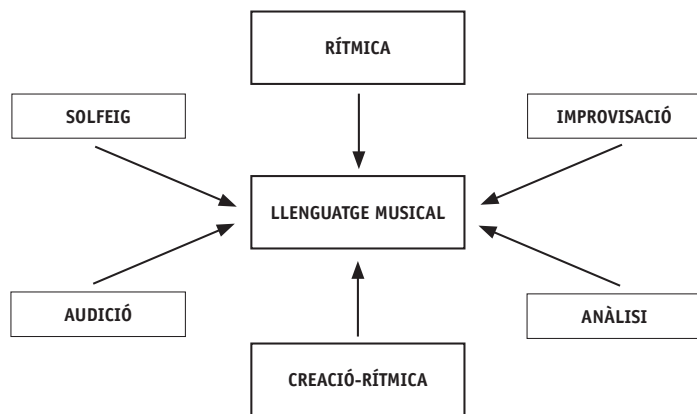 RÍTMICA
SOLFEIG
IMPROVISACIÓ
LLENGUATGE MUSICAL
AUDICIÓ
ANÀLISI
CREACIÓ-RÍTMICA